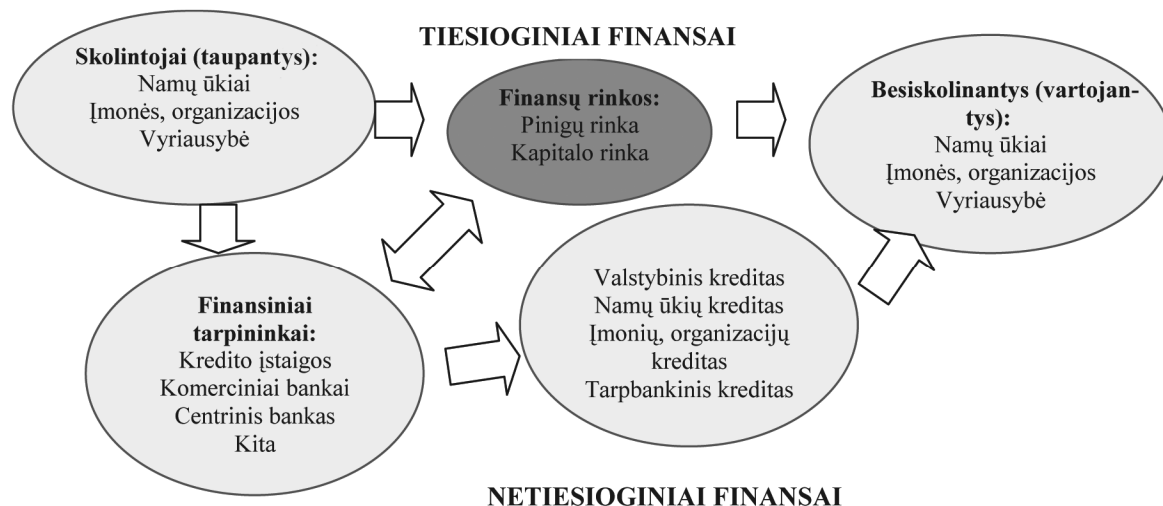 TIESIOGINIAI FINANSAI
Skolintojai (taupantys):
Namų ūkiai
Įmonės, organizacijos
Vyriausybė
Finansų rinkos:
Pinigų rinka
Kapitalo rinka
Besiskolinantys (vartojan-
tys):
Namų ūkiai
Įmonės, organizacijos
Vyriausybė
Finansiniai
tarpininkai:
Kredito įstaigos
Komerciniai bankai
Centrinis bankas
Kita
Valstybinis kreditas
Namų ūkių kreditas
Įmonių, organizacijų
kreditas
Tarpbankinis kreditas
NETIESIOGINIAI FINANSAI